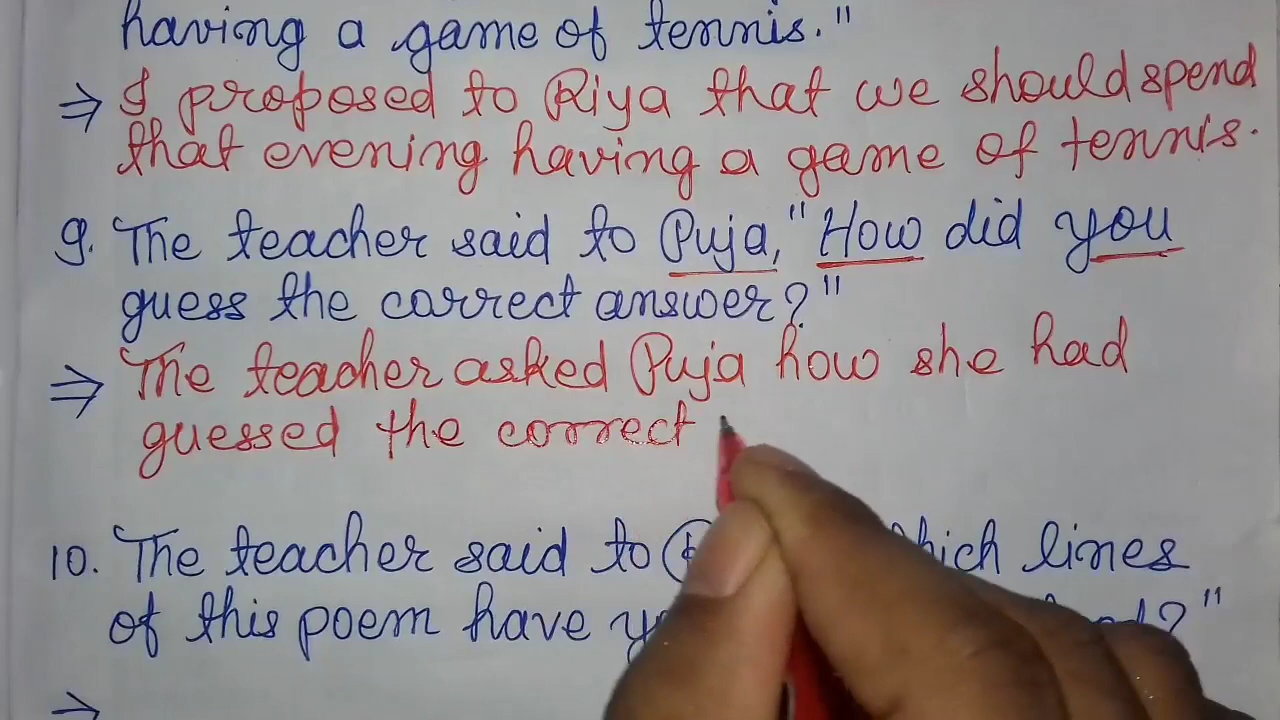 having a game of tennis."
⇒ I proposed to Riya that we should spend
that evening having a game of tennis.
9. The teacher said to Puja, "How did you
guess the correct answer?"
⇒ The teacher asked Puja how she had
guessed the correct
10. The teacher said to which lines
of this poem have ?"
⇒